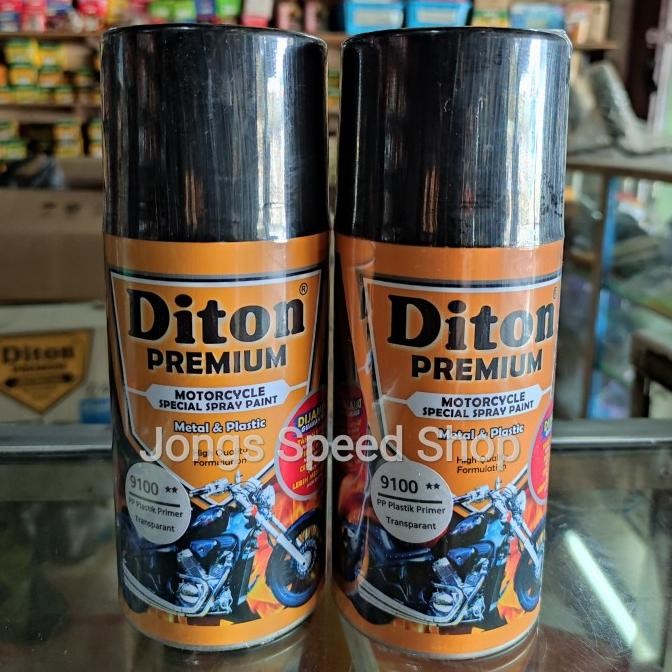 Diton®
PREMIUM
MOTORCYCLE
SPECIAL SPRAY PAINT
Metal & Plastic
High Quality
Formulation
9100 **
PP Plastik Primer
Transparant
Diton
PREMIUM
MOTORCYCLE
SPECIAL SPRAY PAINT
Metal & Plastic
High Quality
Formulation
9100 **
PP Plastik Primer
Transparant
Jongs Speed Shop
Diton
PREMIUM